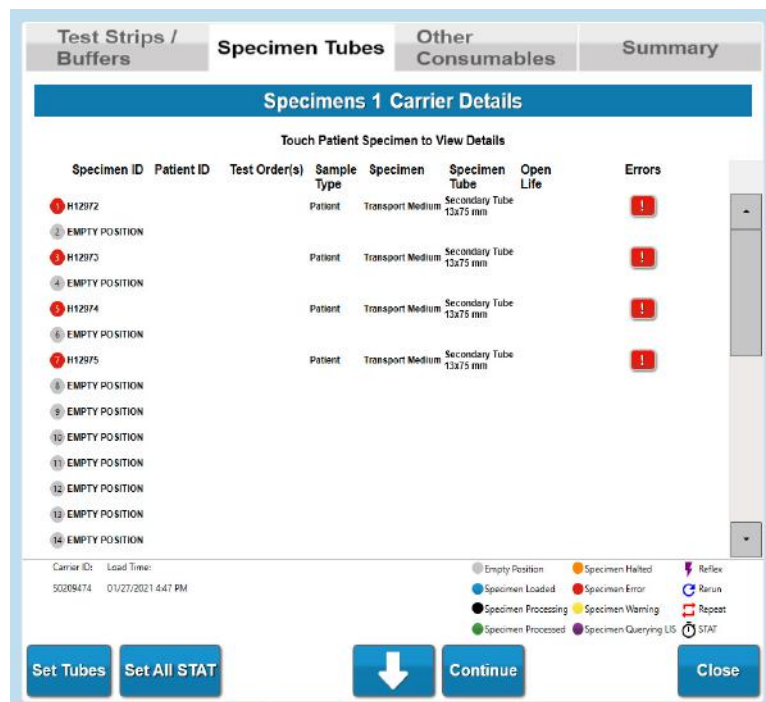 Test Strips / Buffers
Specimen Tubes
Other Consumables
Summary
Specimens 1 Carrier Details
Touch Patient Specimen to View Details
Specimen ID Patient ID Test Order(s) Sample Type Specimen Specimen Tube Open Life Errors
1 H12972 Patient Transport Medium Secondary Tube 13x75 mm !
2 EMPTY POSITION
3 H12973 Patient Transport Medium Secondary Tube 13x75 mm !
4 EMPTY POSITION
5 H12974 Patient Transport Medium Secondary Tube 13x75 mm !
6 EMPTY POSITION
7 H12975 Patient Transport Medium Secondary Tube 13x75 mm !
8 EMPTY POSITION
9 EMPTY POSITION
10 EMPTY POSITION
11 EMPTY POSITION
12 EMPTY POSITION
13 EMPTY POSITION
14 EMPTY POSITION
Carrier ID: Load Time:
S0209474 01/27/2021 4:47 PM
Empty Position Specimen Halted Reflex
Specimen Loaded Specimen Error Rerun
Specimen Processing Specimen Warning Repeat
Specimen Processed Specimen Querying LIS STAT
Set Tubes Set All STAT Continue Close